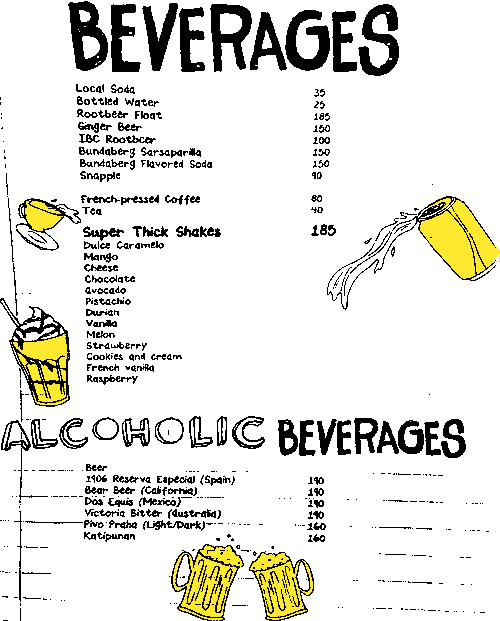 BEVERAGES
Local Soda 35
Bottled Water 25
Rootbeer Float 185
Ginger Beer 150
IBC Rootbeer 100
Bundaberg Sarsaparilla 150
Bundaberg Flavored Soda 150
Snapple 90
French-pressed Coffee 80
Tea 40
Super Thick Shakes 185
Dulce Caramelo
Mango
Cheese
Chocolate
Avocado
Pistachio
Durian
Vanilla
Melon
Strawberry
Cookies and cream
French vanilla
Raspberry
ALCOHOLIC BEVERAGES
Beer
1906 Reserva Especial (Spain) 190
Bear Beer (California) 190
Dos Equis (Mexico) 190
Victoria Bitter (Australia) 190
Pivo Praha (Light/Dark) 160
Katipunan 160